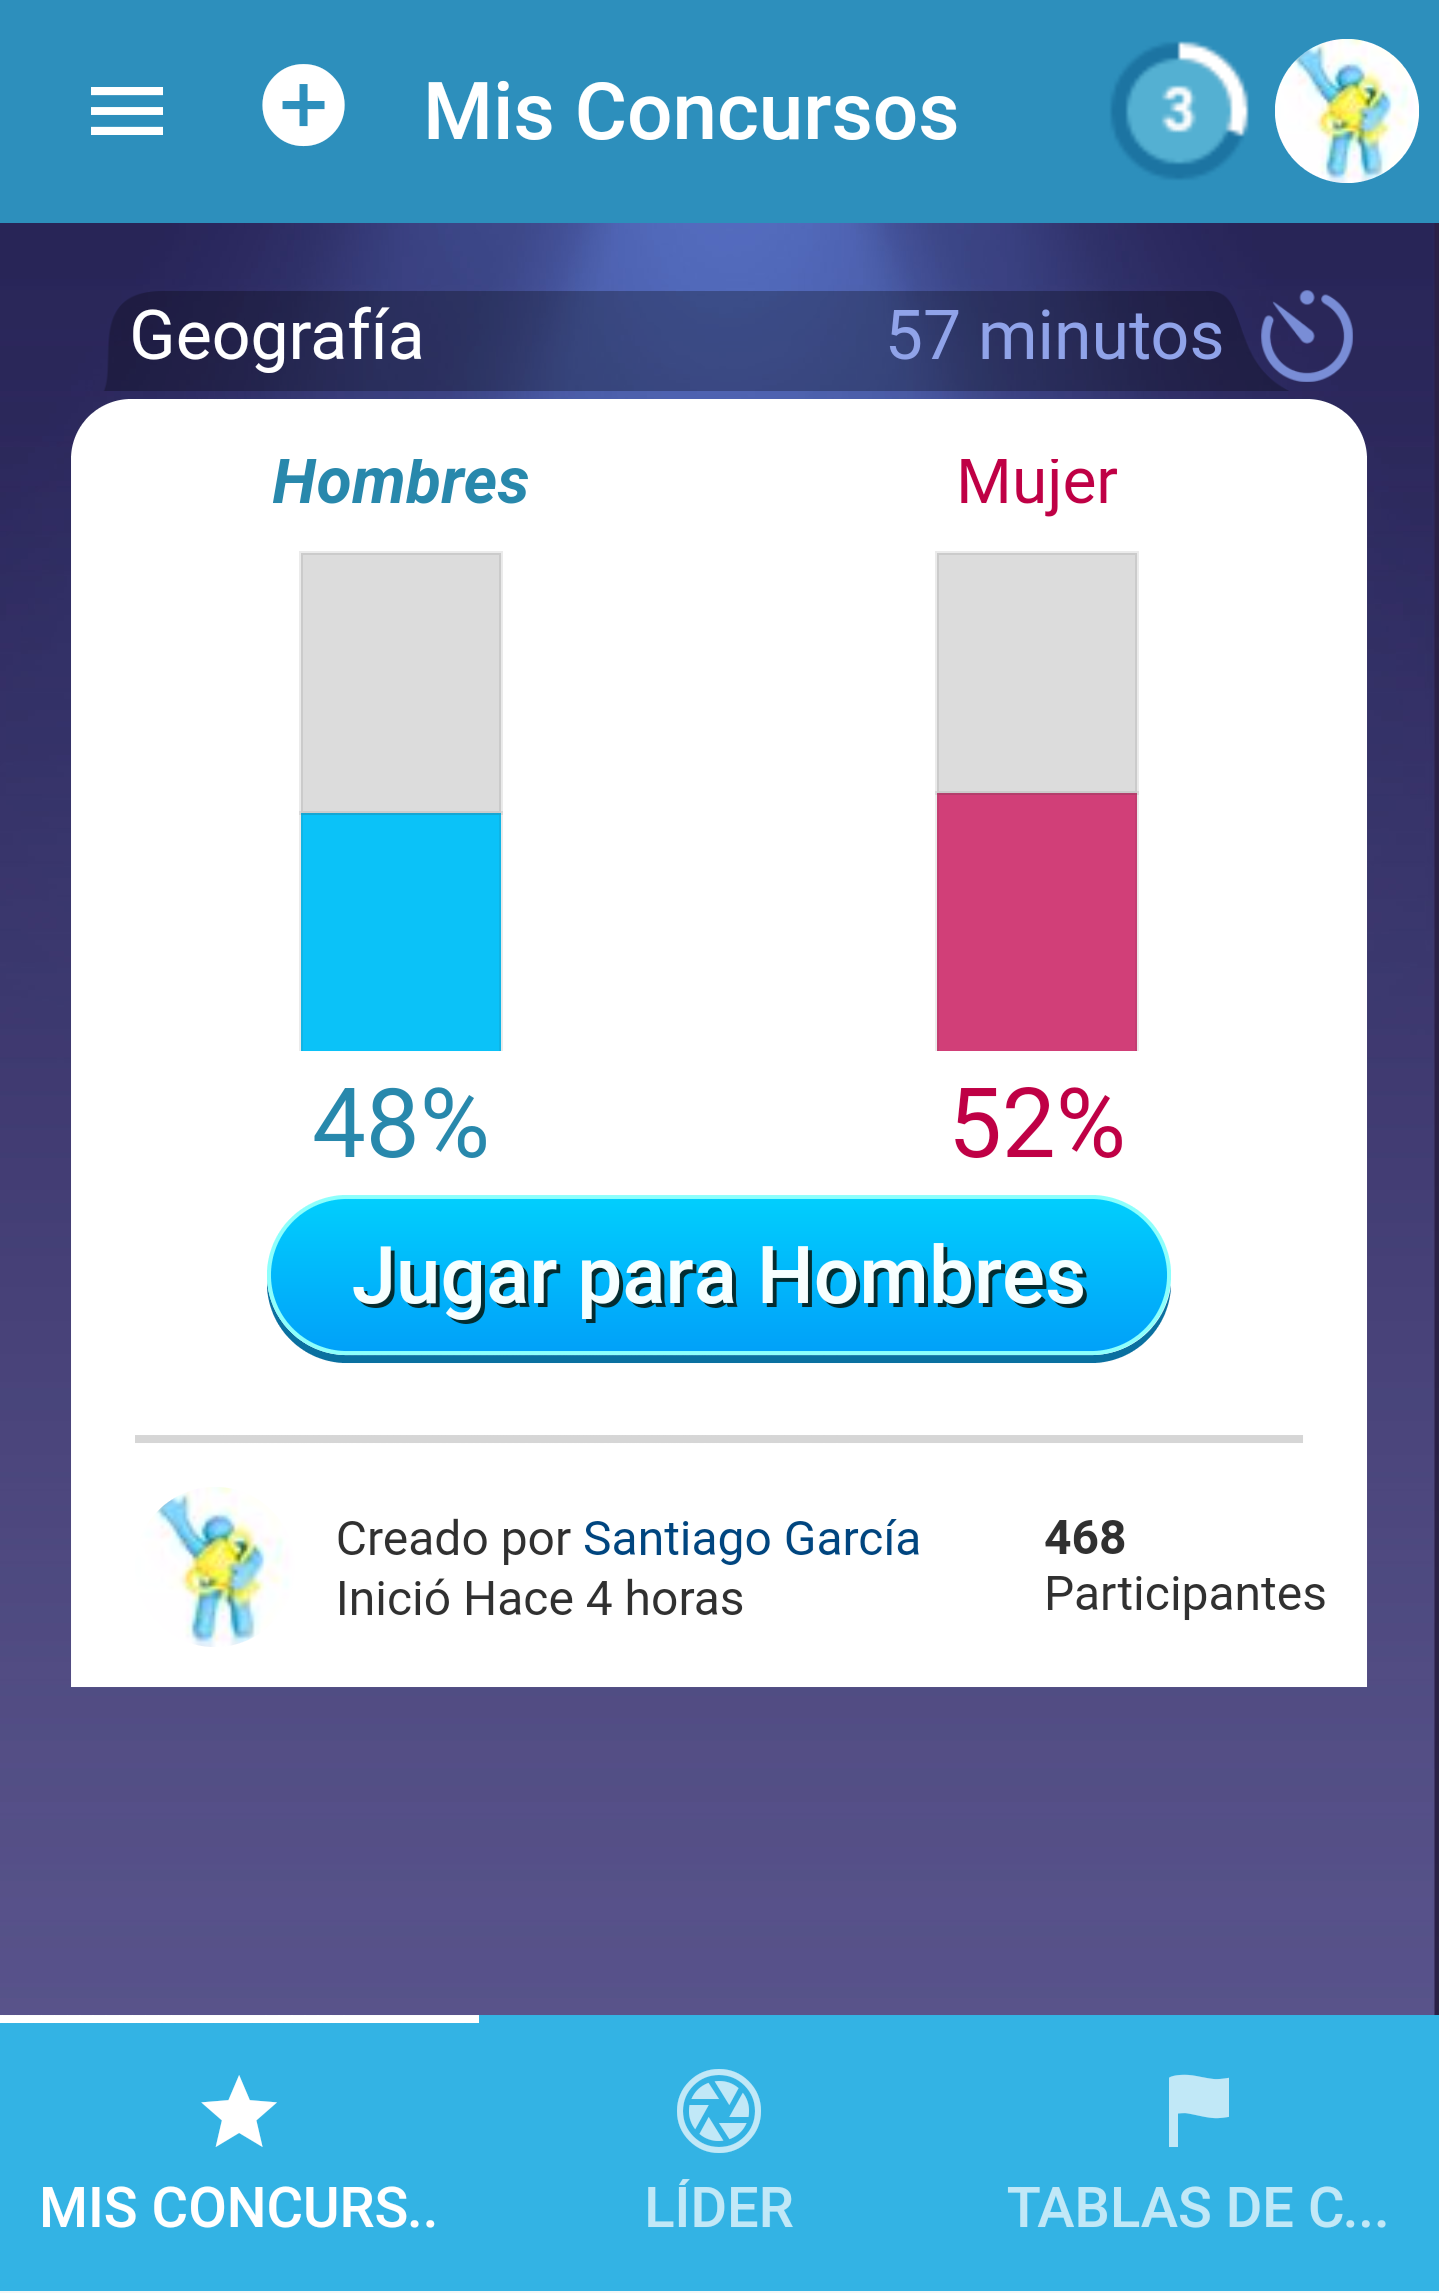 Mis Concursos
3
Geografía
57 minutos
Hombres
Mujer
48%
52%
Jugar para Hombres
Creado por Santiago García
Inició Hace 4 horas
468
Participantes
MIS CONCURS..
LÍDER
TABLAS DE C...